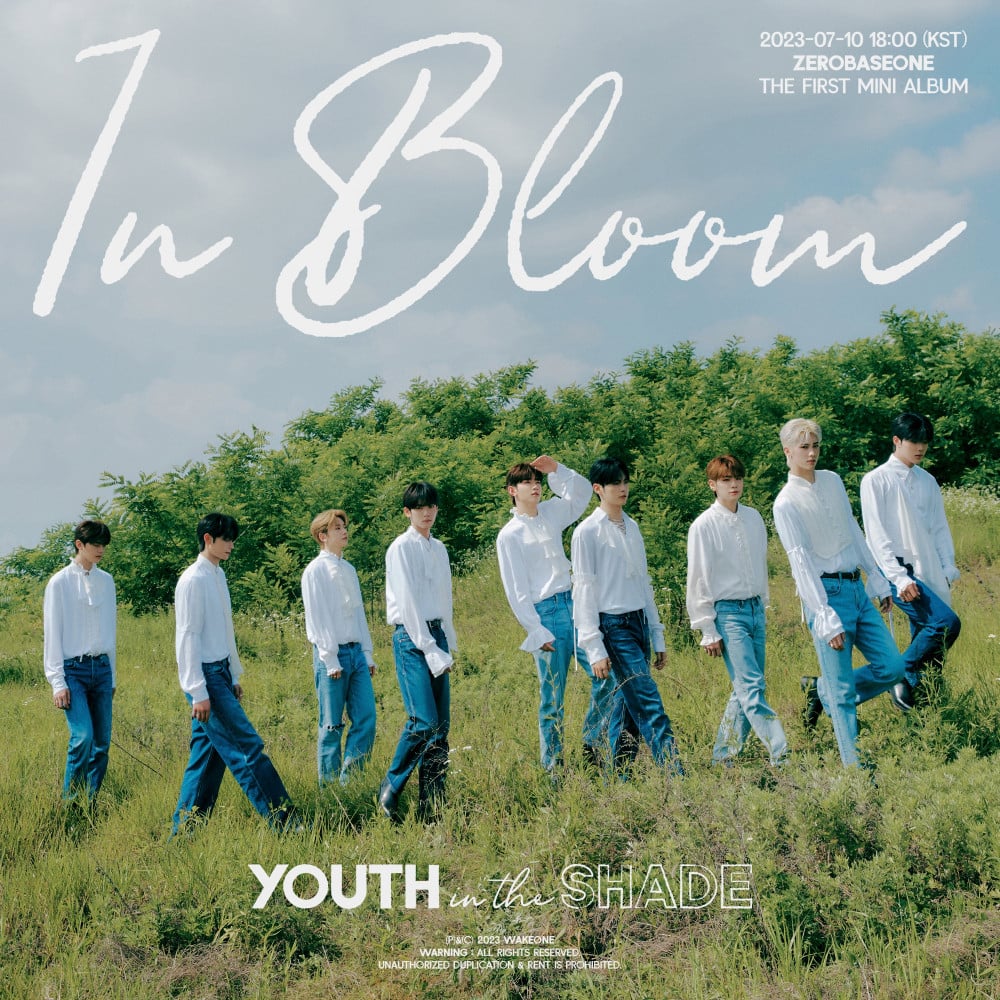 In Bloom
2023-07-10 18:00 (KST)
ZEROBASEONE
THE FIRST MINI ALBUM
YOUTH in the SHADE
(P)&(C) 2023 WAKEONE
WARNING : ALL RIGHTS RESERVED.
UNAUTHORIZED DUPLICATION & RENT IS PROHIBITED.